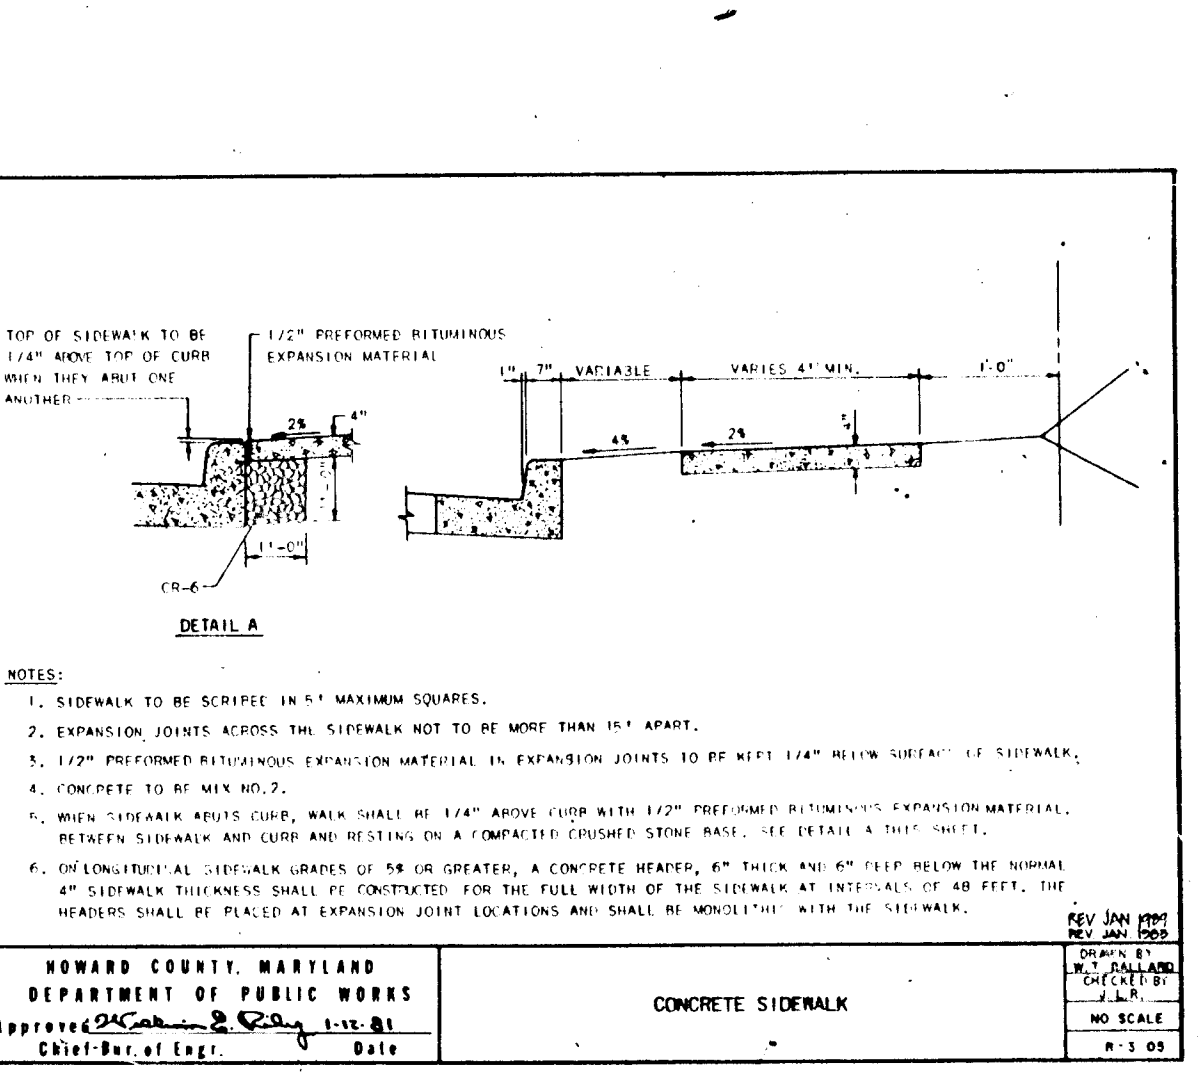 TOP OF SIDEWALK TO BE
1/4" ABOVE TOP OF CURB
WHEN THEY ABUT ONE
ANOTHER
1/2" PREFORMED BITUMINOUS
EXPANSION MATERIAL
2%
4"
1'-0"
1'-0"
CR-6
DETAIL A
1"
7"
VARIABLE
VARIES 4' MIN.
1'-0"
4%
2%
4"
NOTES:
1. SIDEWALK TO BE SCRIBED IN 5' MAXIMUM SQUARES.
2. EXPANSION JOINTS ACROSS THE SIDEWALK NOT TO BE MORE THAN 15' APART.
3. 1/2" PREFORMED BITUMINOUS EXPANSION MATERIAL IN EXPANSION JOINTS TO BE KEPT 1/4" BELOW SURFACE OF SIDEWALK.
4. CONCRETE TO BE MIX NO.2.
5. WHEN SIDEWALK ABUTS CURB, WALK SHALL BE 1/4" ABOVE CURB WITH 1/2" PREFORMED BITUMINOUS EXPANSION MATERIAL.
BETWEEN SIDEWALK AND CURB AND RESTING ON A COMPACTED CRUSHED STONE BASE. SEE DETAIL A THIS SHEET.
6. ON LONGITUDINAL SIDEWALK GRADES OF 5% OR GREATER, A CONCRETE HEADER, 6" THICK AND 6" DEEP BELOW THE NORMAL
4" SIDEWALK THICKNESS SHALL BE CONSTRUCTED FOR THE FULL WIDTH OF THE SIDEWALK AT INTERVALS OF 48 FEET. THE
HEADERS SHALL BE PLACED AT EXPANSION JOINT LOCATIONS AND SHALL BE MONOLITHIC WITH THE SIDEWALK.
REV JAN 1989
REV. JAN.
HOWARD COUNTY, MARYLAND
DEPARTMENT OF PUBLIC WORKS
Approved William E. Riley 1-12-81
Chief-Bur. of Engr. Date
CONCRETE SIDEWALK
DRAWN BY
W.T. BALLARD
CHECKED BY
J.L.R.
NO SCALE
R-3 05